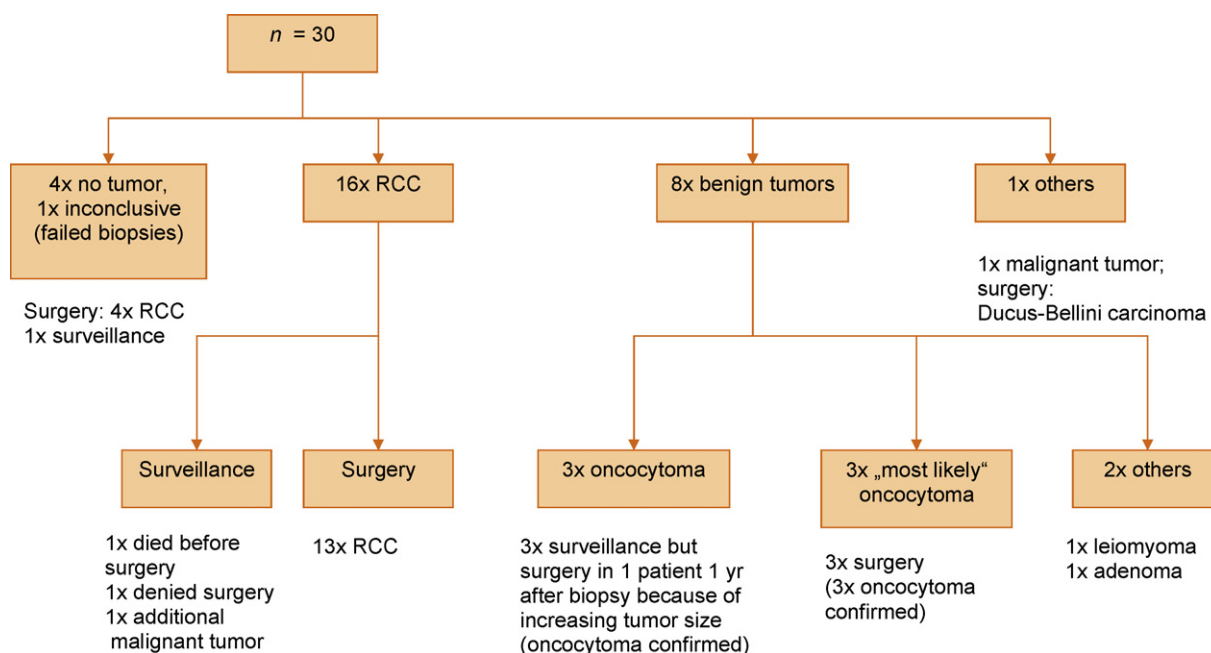 n = 30
4x no tumor,
1x inconclusive
(failed biopsies)
16x RCC
8x benign tumors
1x others
Surgery: 4x RCC
1x surveillance
1x malignant tumor;
surgery:
Ducus-Bellini carcinoma
Surveillance
Surgery
3x oncocytoma
3x „most likely“
oncocytoma
2x others
1x died before
surgery
1x denied surgery
1x additional
malignant tumor
13x RCC
3x surveillance but
surgery in 1 patient 1 yr
after biopsy because of
increasing tumor size
(oncocytoma confirmed)
3x surgery
(3x oncocytoma
confirmed)
1x leiomyoma
1x adenoma